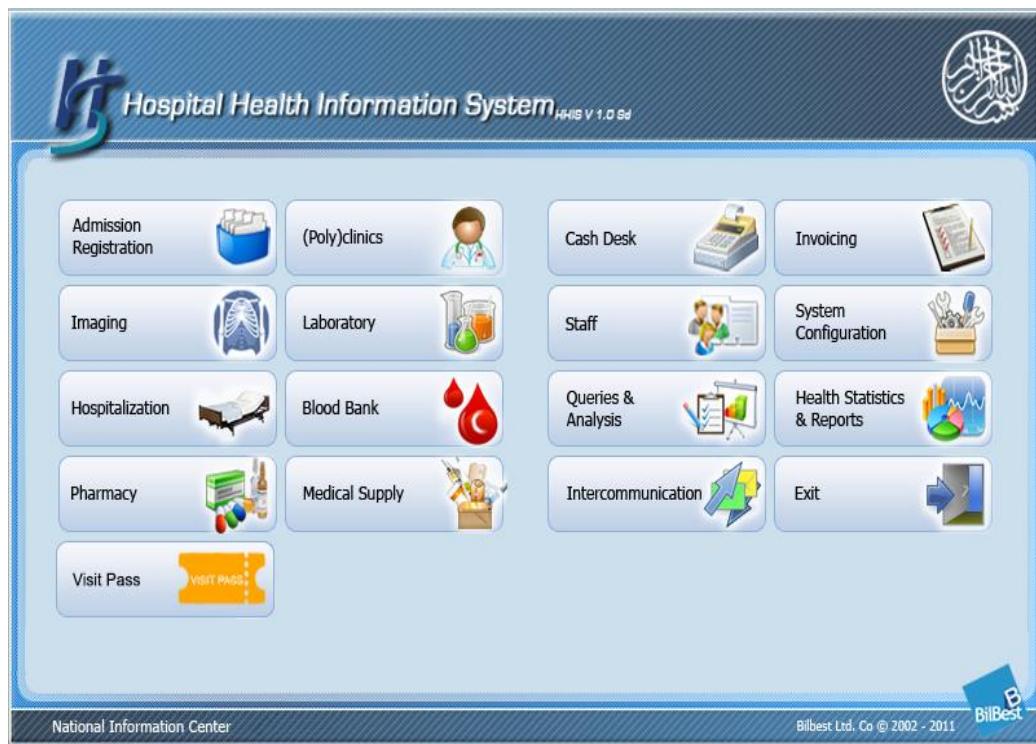 Hospital Health Information System HHIS V 1.0 Sd
Admission
Registration
(Poly)clinics
Cash Desk
Invoicing
Imaging
Laboratory
Staff
System
Configuration
Hospitalization
Blood Bank
Queries &
Analysis
Health Statistics
& Reports
Pharmacy
Medical Supply
Intercommunication
Exit
Visit Pass
VISIT PASS
National Information Center
Bilbest Ltd. Co © 2002 - 2011
B
BilBest